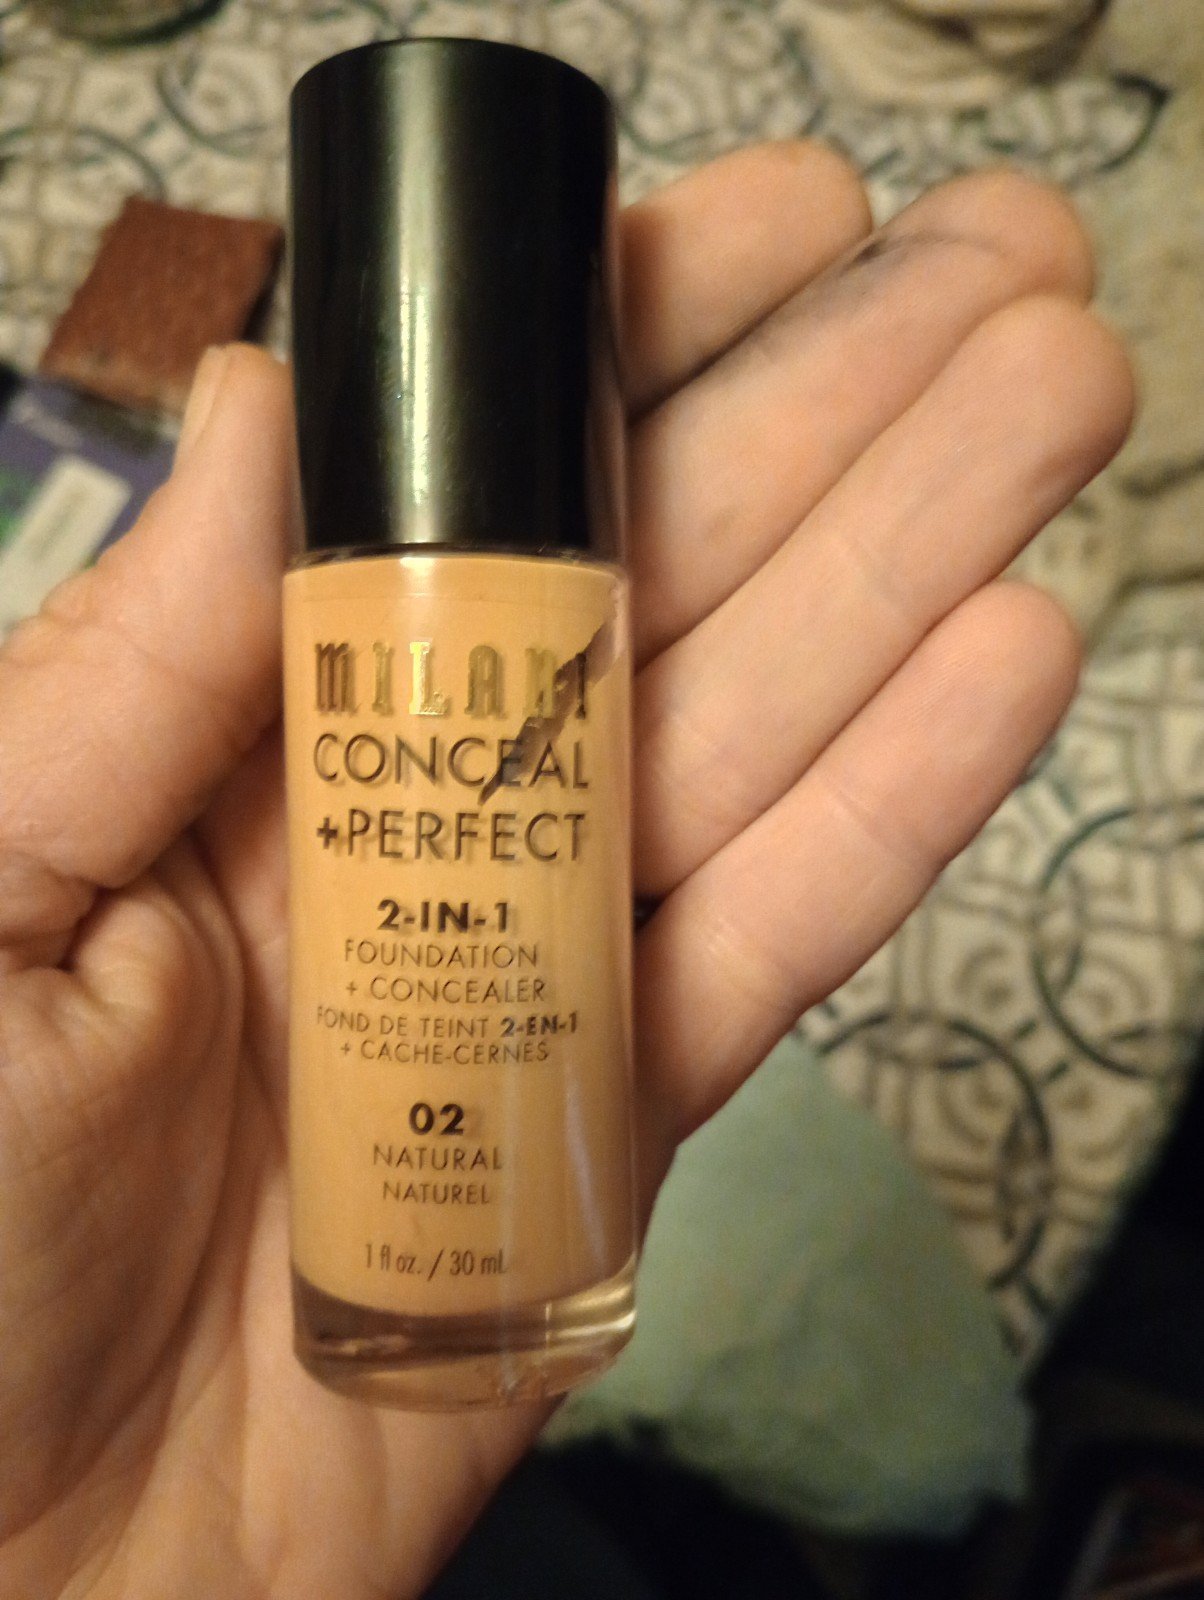 MILANI
CONCEAL
+PERFECT
2-IN-1
FOUNDATION
+ CONCEALER
FOND DE TEINT 2-EN-1
+ CACHE-CERNES
02
NATURAL
NATUREL
1 fl oz. / 30 mL